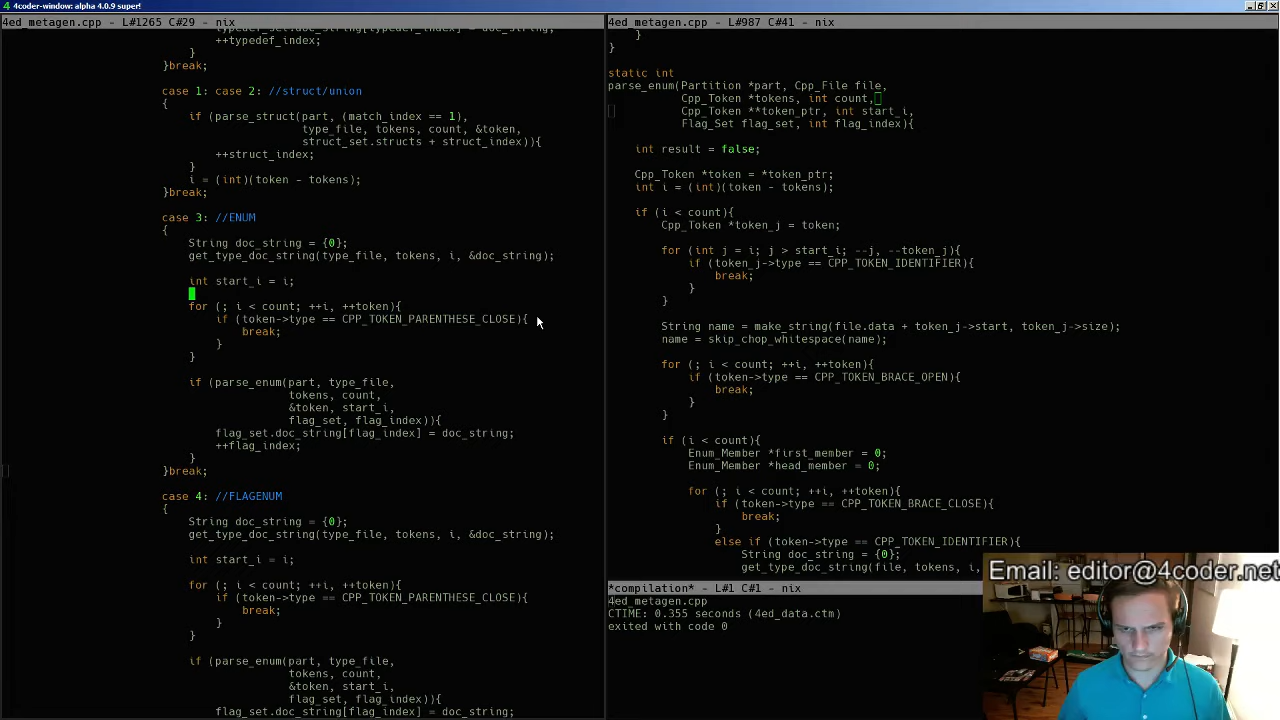 4 4coder-window: alpha 4.0.9 super!
4ed_metagen.cpp - L#1265 C#29 - nix
typedef_set.doc_string[typedef_index] = doc_string;
++typedef_index;
}
}break;
case 1: case 2: //struct/union
{
if (parse_struct(part, (match_index == 1),
type_file, tokens, count, &token,
struct_set.structs + struct_index)){
++struct_index;
}
i = (int)(token - tokens);
}break;
case 3: //ENUM
{
String doc_string = {0};
get_type_doc_string(type_file, tokens, i, &doc_string);
int start_i = i;
for (; i < count; ++i, ++token){
if (token->type == CPP_TOKEN_PARENTHESE_CLOSE){
break;
}
}
if (parse_enum(part, type_file,
tokens, count,
&token, start_i,
flag_set, flag_index)){
flag_set.doc_string[flag_index] = doc_string;
++flag_index;
}
}break;
case 4: //FLAGENUM
{
String doc_string = {0};
get_type_doc_string(type_file, tokens, i, &doc_string);
int start_i = i;
for (; i < count; ++i, ++token){
if (token->type == CPP_TOKEN_PARENTHESE_CLOSE){
break;
}
}
if (parse_enum(part, type_file,
tokens, count,
&token, start_i,
flag_set, flag_index)){
flag_set.doc_string[flag_index] = doc_string;
4ed_metagen.cpp - L#987 C#41 - nix
}
}
static int
parse_enum(Partition *part, Cpp_File file,
Cpp_Token *tokens, int count,
Cpp_Token **token_ptr, int start_i,
Flag_Set flag_set, int flag_index){
int result = false;
Cpp_Token *token = *token_ptr;
int i = (int)(token - tokens);
if (i < count){
Cpp_Token *token_j = token;
for (int j = i; j > start_i; --j, --token_j){
if (token_j->type == CPP_TOKEN_IDENTIFIER){
break;
}
}
String name = make_string(file.data + token_j->start, token_j->size);
name = skip_chop_whitespace(name);
for (; i < count; ++i, ++token){
if (token->type == CPP_TOKEN_BRACE_OPEN){
break;
}
}
if (i < count){
Enum_Member *first_member = 0;
Enum_Member *head_member = 0;
for (; i < count; ++i, ++token){
if (token->type == CPP_TOKEN_BRACE_CLOSE){
break;
}
else if (token->type == CPP_TOKEN_IDENTIFIER){
String doc_string = {0};
get_type_doc_string(file, tokens, i,
*compilation* - L#1 C#1 - nix
4ed_metagen.cpp
CTIME: 0.355 seconds (4ed_data.ctm)
exited with code 0
Email: editor@4coder.net